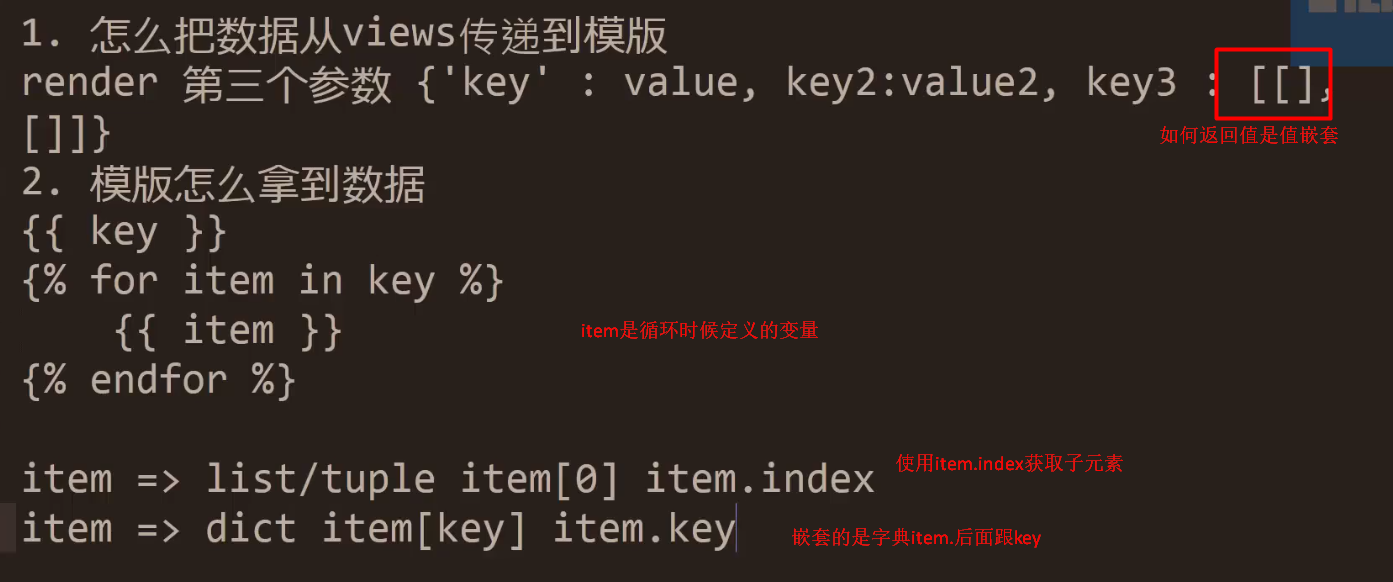 1. 怎么把数据从views传递到模版
render 第三个参数 {'key' : value, key2:value2, key3 : [[],
[]]}
如何返回值是值嵌套
2. 模版怎么拿到数据
{{ key }}
{% for item in key %}
{{ item }}
item是循环时候定义的变量
{% endfor %}
item => list/tuple item[0] item.index
使用item.index获取子元素
item => dict item[key] item.key
嵌套的是字典item.后面跟key